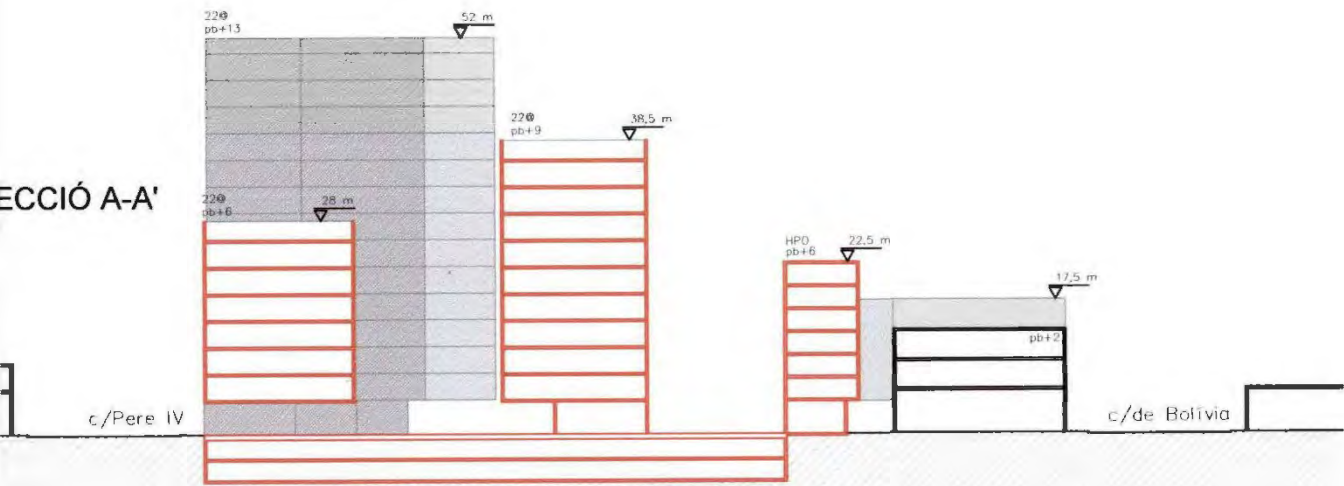 22@
pb+13
52 m
22@
pb+9
38,5 m
ECCIÓ A-A'
22@
pb+6
28 m
HPO
pb+6
22,5 m
17,5 m
pb+2
c/Pere IV
c/de Bolívia